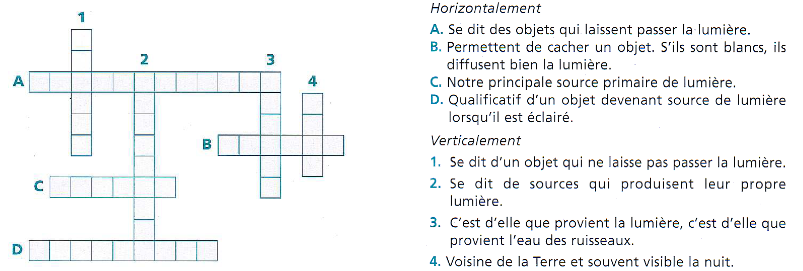 1
2
3
A
4
B
C
D
Horizontalement
A. Se dit des objets qui laissent passer la lumière.
B. Permettent de cacher un objet. S'ils sont blancs, ils
diffusent bien la lumière.
C. Notre principale source primaire de lumière.
D. Qualificatif d'un objet devenant source de lumière
lorsqu'il est éclairé.
Verticalement
1. Se dit d'un objet qui ne laisse pas passer la lumière.
2. Se dit de sources qui produisent leur propre
lumière.
3. C'est d'elle que provient la lumière, c'est d'elle que
provient l'eau des ruisseaux.
4. Voisine de la Terre et souvent visible la nuit.